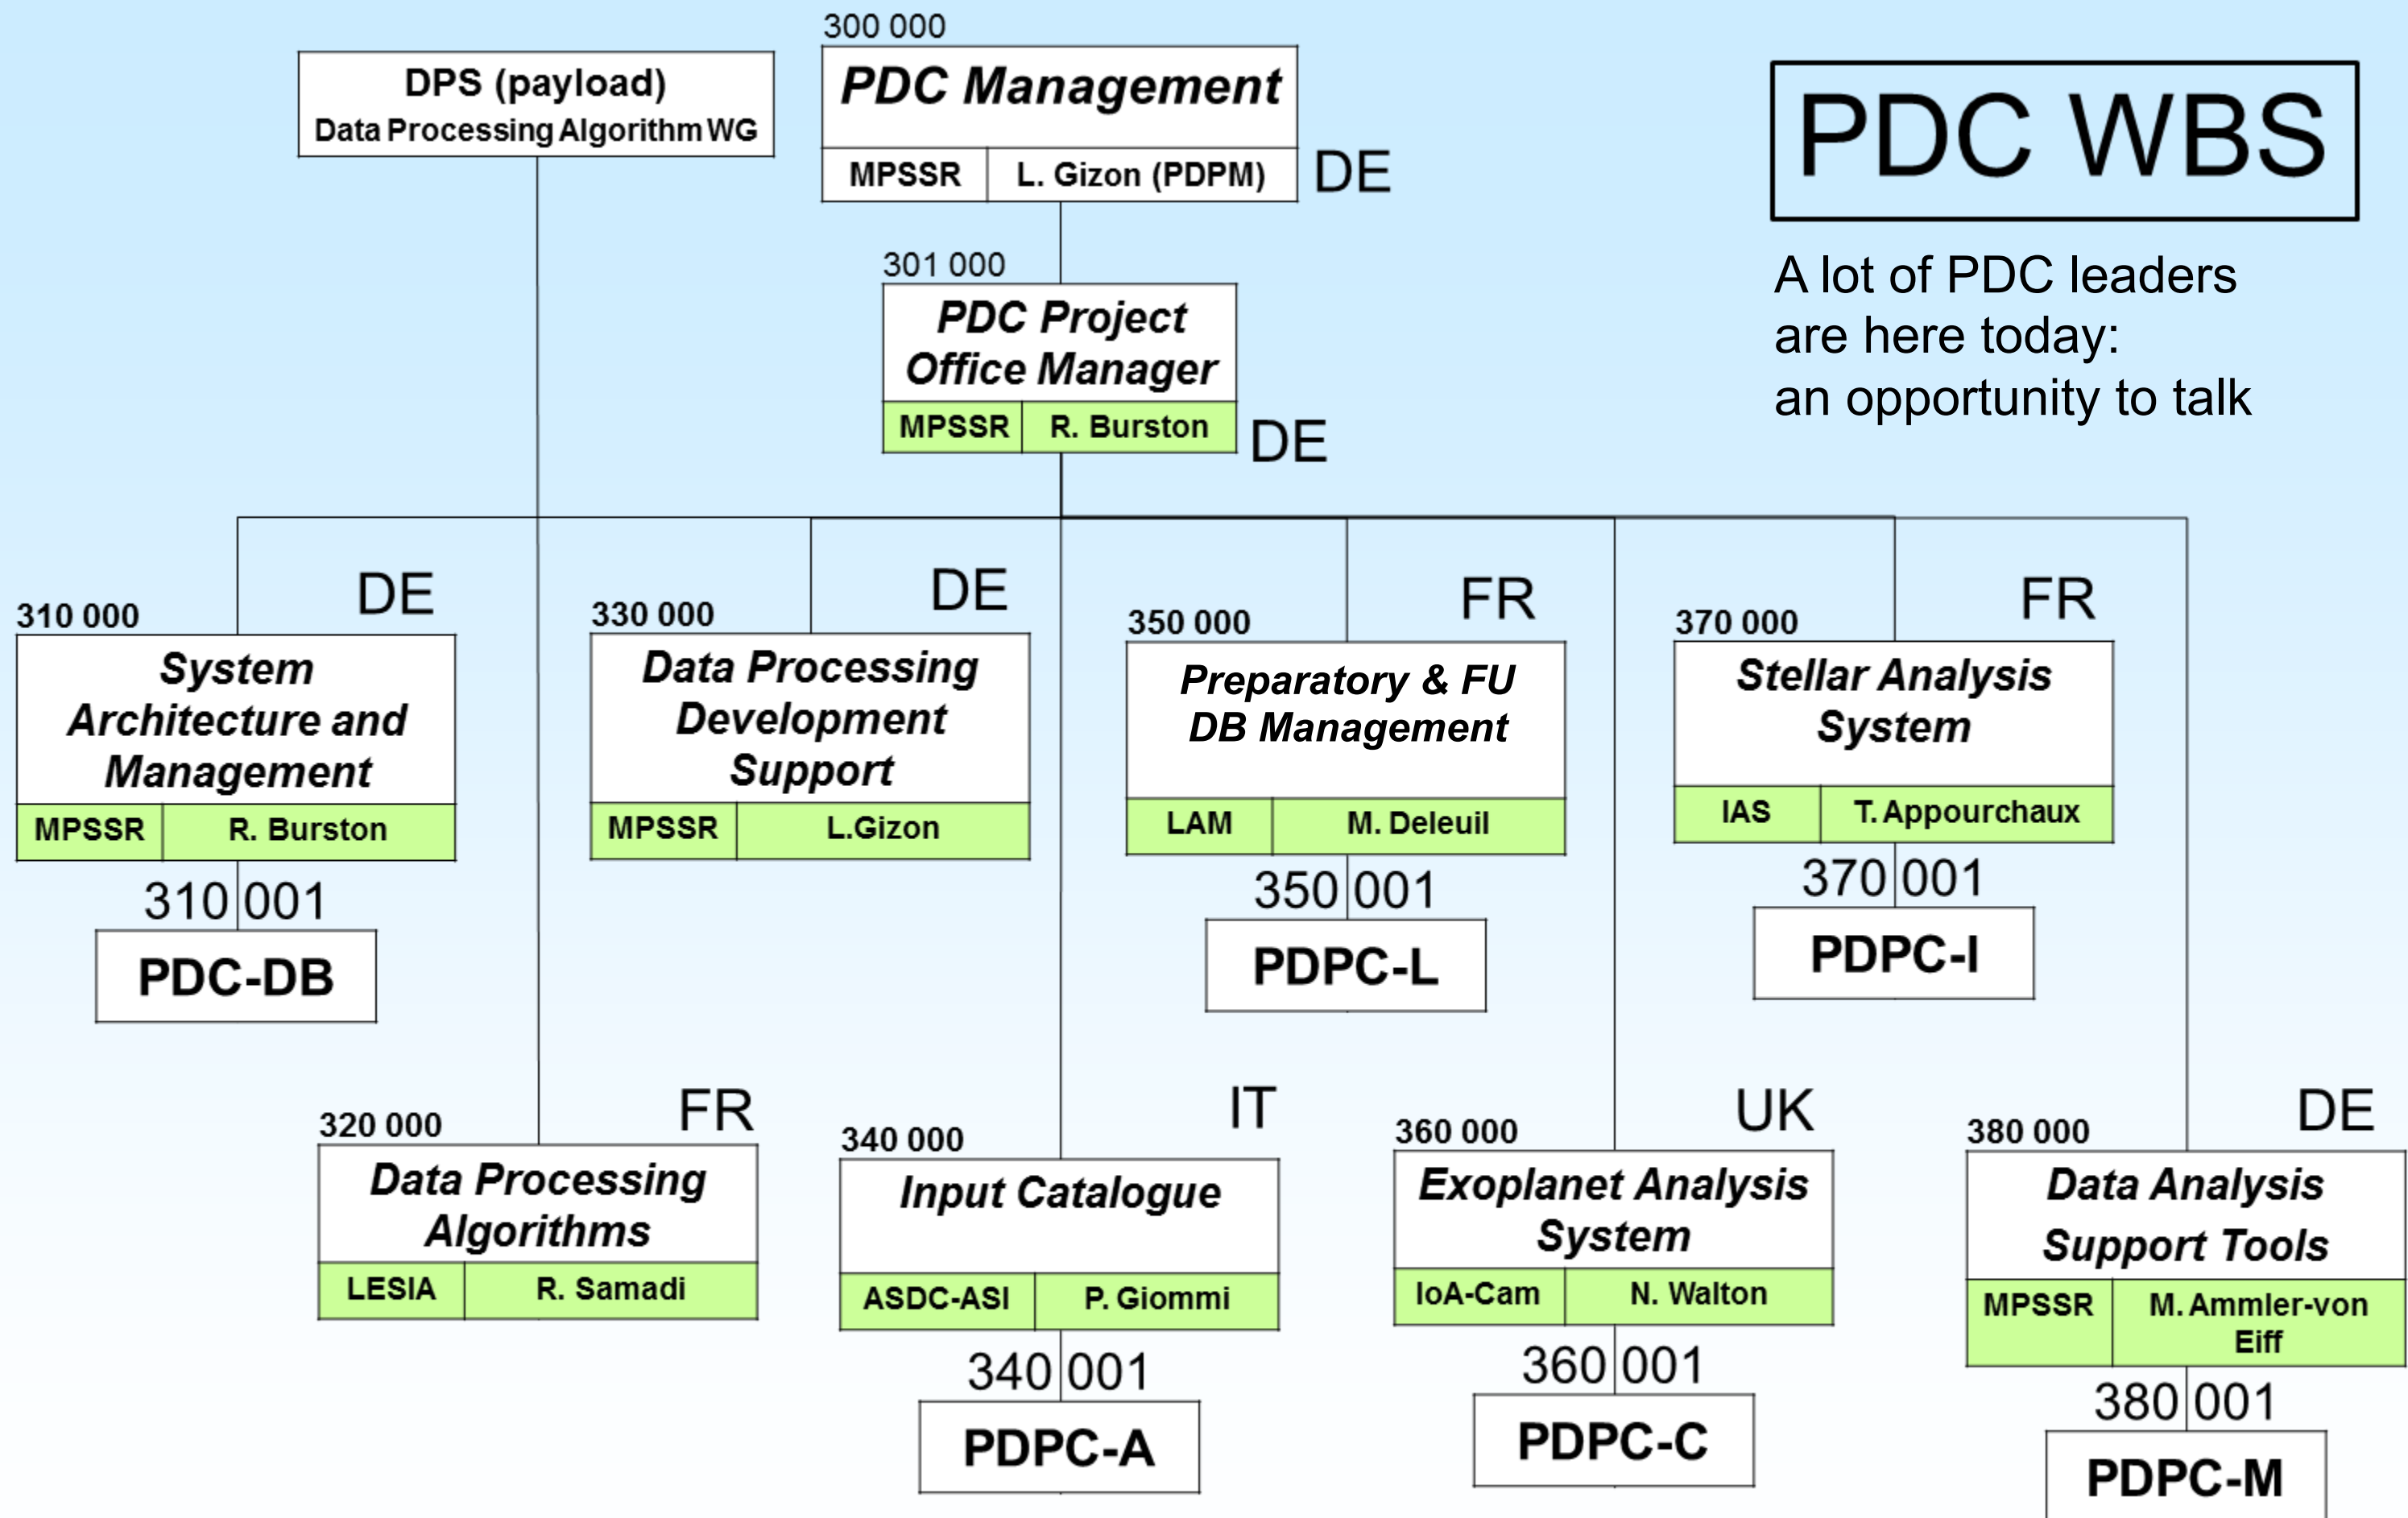 300 000
DPS (payload)
Data Processing Algorithm WG
PDC Management
MPSSR
L. Gizon (PDPM)
DE
PDC WBS
A lot of PDC leaders
are here today:
an opportunity to talk
301 000
PDC Project
Office Manager
MPSSR
R. Burston
DE
310 000
DE
System
Architecture and
Management
MPSSR
R. Burston
310 001
PDC-DB
330 000
DE
Data Processing
Development
Support
MPSSR
L.Gizon
350 000
FR
Preparatory & FU
DB Management
LAM
M. Deleuil
350 001
PDPC-L
370 000
FR
Stellar Analysis
System
IAS
T. Appourchaux
370 001
PDPC-I
320 000
FR
Data Processing
Algorithms
LESIA
R. Samadi
340 000
IT
Input Catalogue
ASDC-ASI
P. Giommi
340 001
PDPC-A
360 000
UK
Exoplanet Analysis
System
IoA-Cam
N. Walton
360 001
PDPC-C
380 000
DE
Data Analysis
Support Tools
MPSSR
M. Ammler-von
Eiff
380 001
PDPC-M